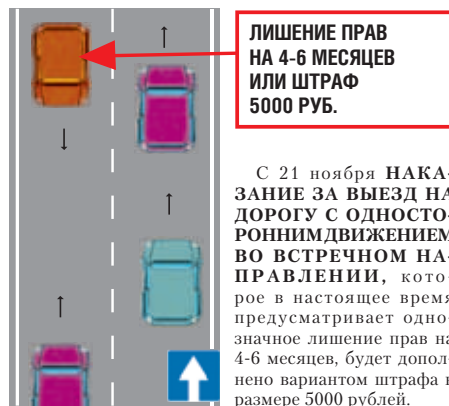 ЛИШЕНИЕ ПРАВ
НА 4-6 МЕСЯЦЕВ
ИЛИ ШТРАФ
5000 РУБ.
С 21 ноября НАКА-
ЗАНИЕ ЗА ВЫЕЗД НА
ДОРОГУ С ОДНОСТО-
РОННИМ ДВИЖЕНИЕМ
ВО ВСТРЕЧНОМ НА-
ПРАВЛЕНИИ, кото-
рое в настоящее время
предусматривает одно-
значное лишение прав на
4-6 месяцев, будет допол-
нено вариантом штрафа в
размере 5000 рублей.